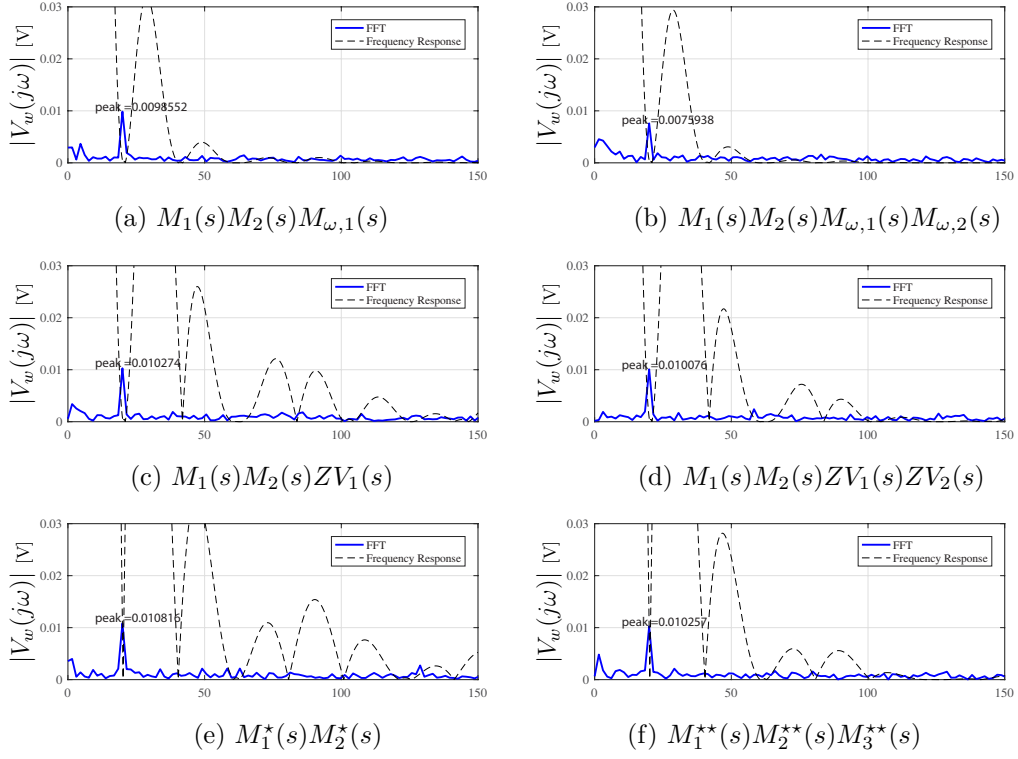 0.03
0.02
0.01
0
|V_w(jω)| [V]
FFT
Frequency Response
peak =0.0098552
0 50 100 150
(a) M_1(s)M_2(s)M_{ω,1}(s)
0.03
0.02
0.01
0
|V_w(jω)| [V]
FFT
Frequency Response
peak =0.0075938
0 50 100 150
(b) M_1(s)M_2(s)M_{ω,1}(s)M_{ω,2}(s)
0.03
0.02
0.01
0
|V_w(jω)| [V]
FFT
Frequency Response
peak =0.010274
0 50 100 150
(c) M_1(s)M_2(s)ZV_1(s)
0.03
0.02
0.01
0
|V_w(jω)| [V]
FFT
Frequency Response
peak =0.010076
0 50 100 150
(d) M_1(s)M_2(s)ZV_1(s)ZV_2(s)
0.03
0.02
0.01
0
|V_w(jω)| [V]
FFT
Frequency Response
peak =0.010816
0 50 100 150
(e) M_1^⋆(s)M_2^⋆(s)
0.03
0.02
0.01
0
|V_w(jω)| [V]
FFT
Frequency Response
peak =0.010257
0 50 100 150
(f) M_1^{⋆⋆}(s)M_2^{⋆⋆}(s)M_3^{⋆⋆}(s)